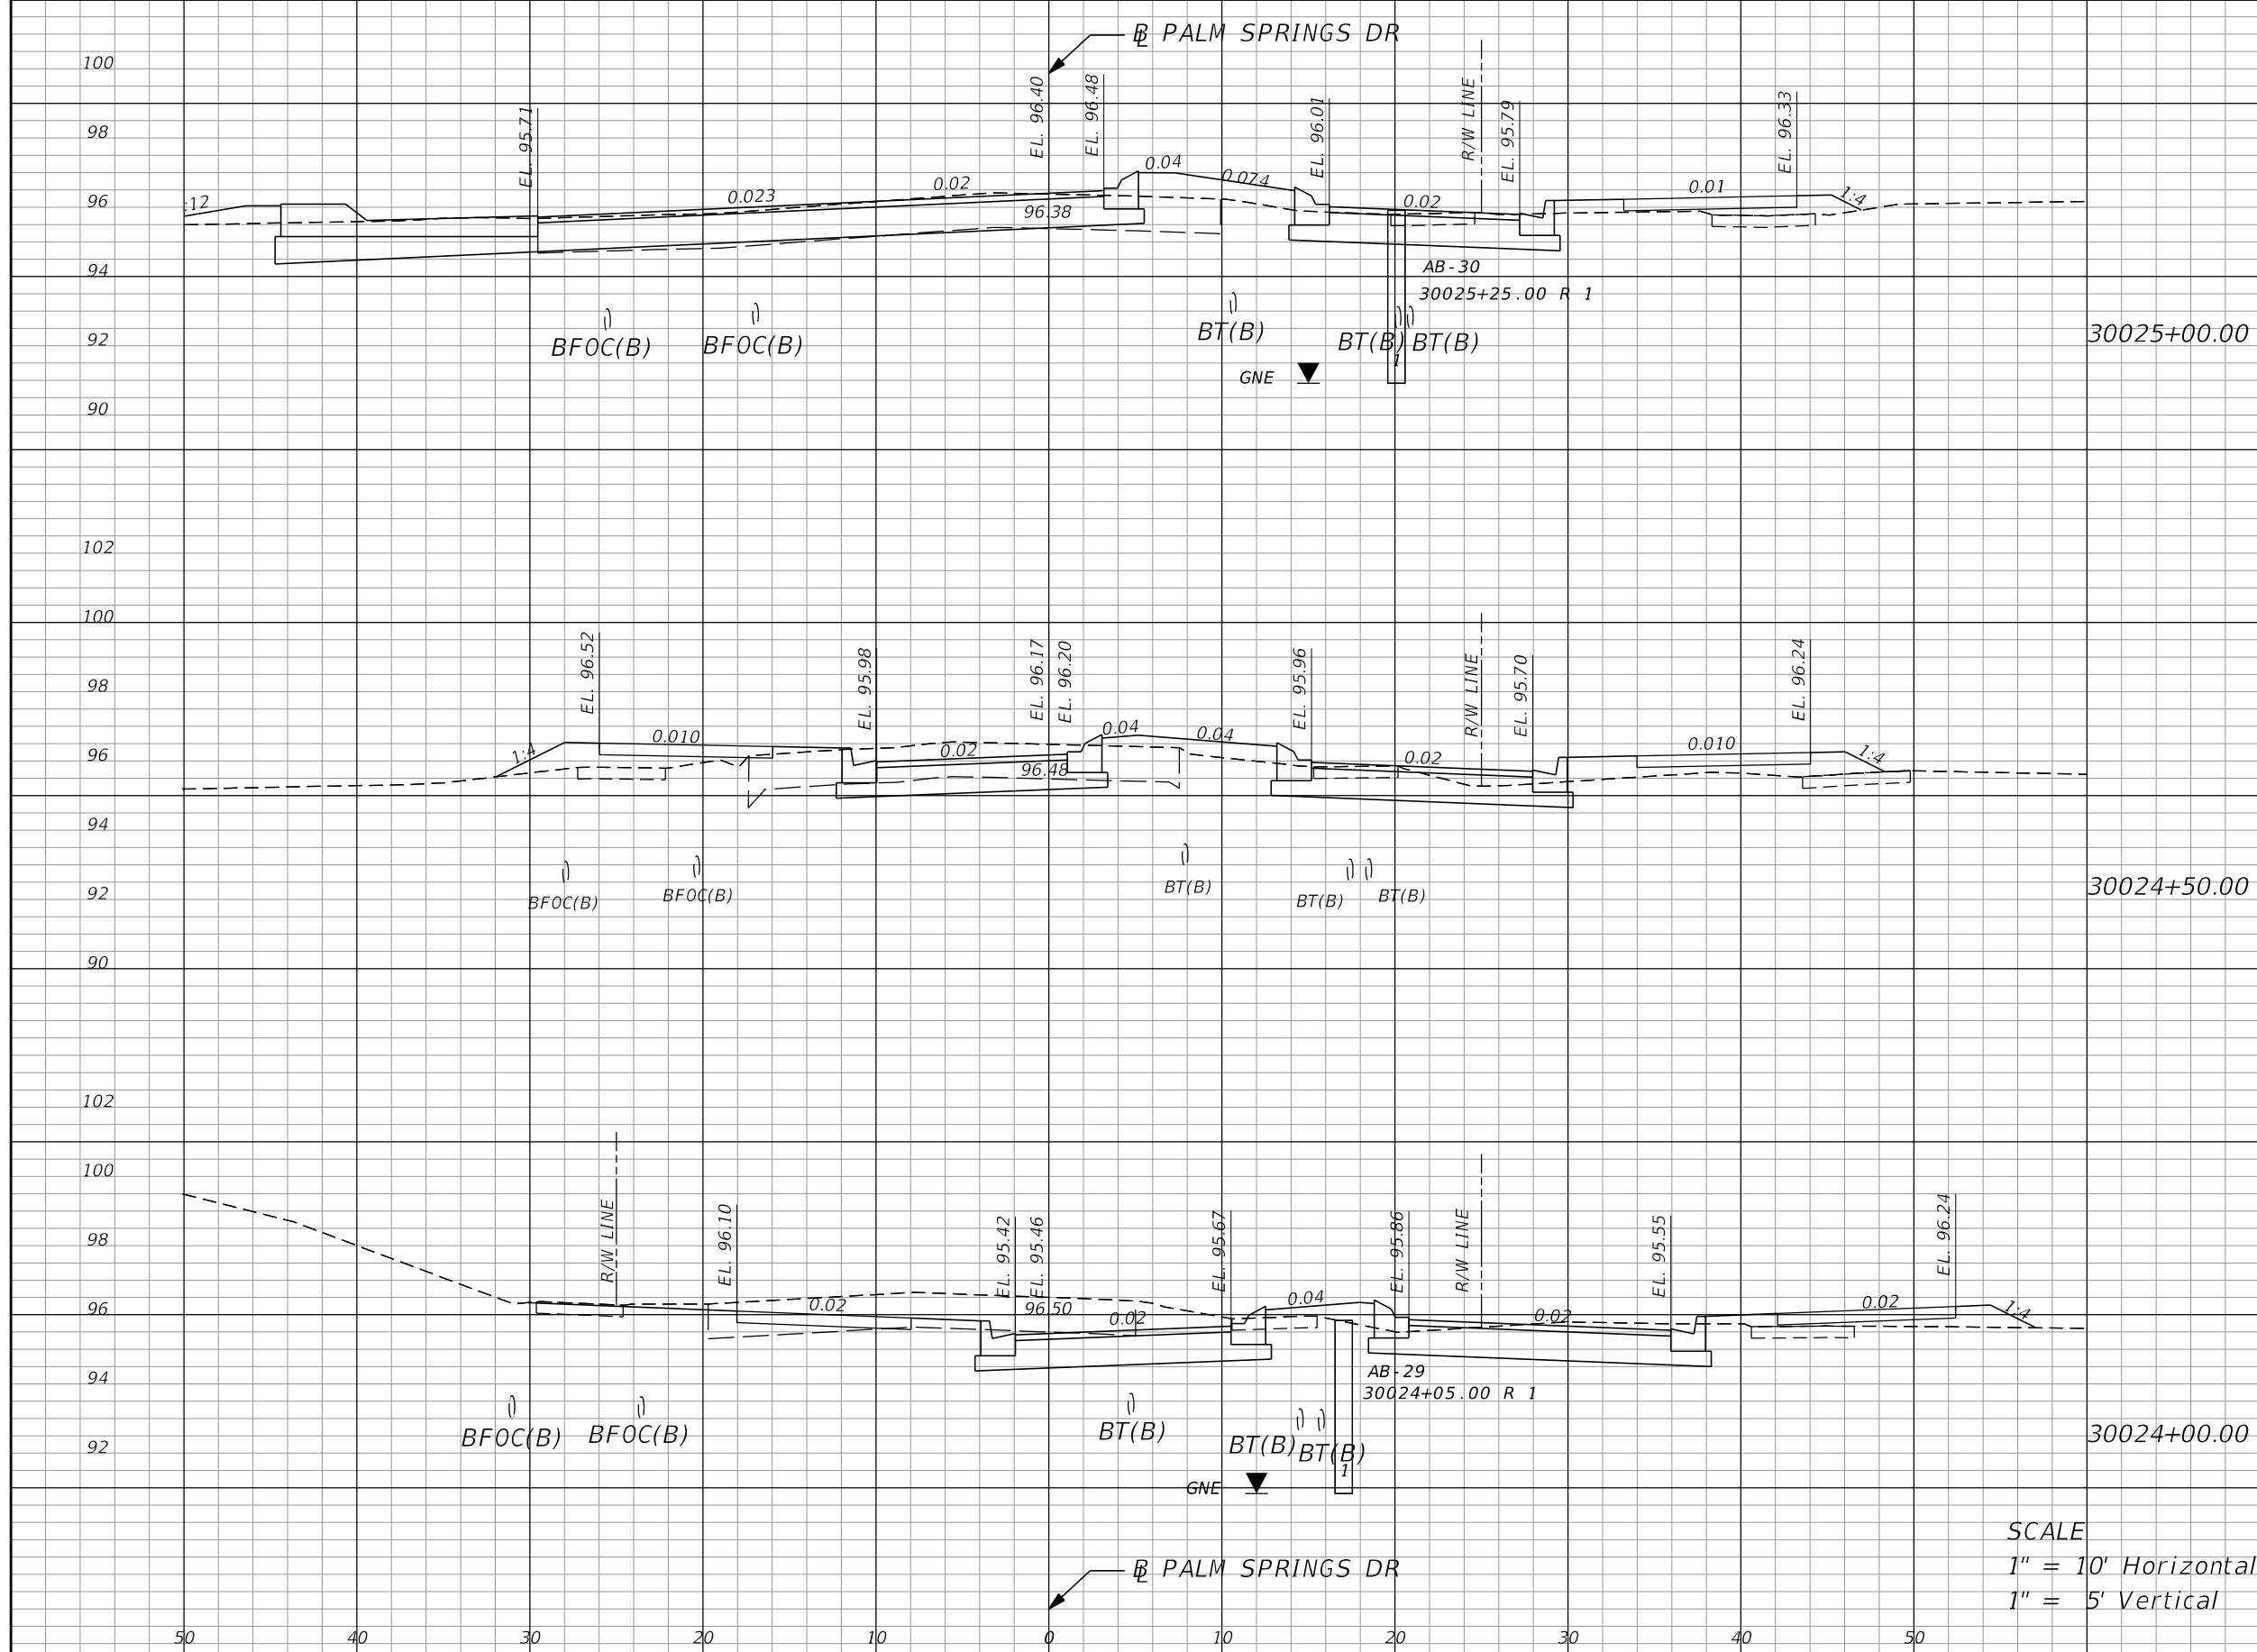 100
98
96
94
92
90
℄ PALM SPRINGS DR
EL. 95.71
EL. 96.40
EL. 96.48
EL. 96.01
R/W LINE
EL. 95.79
EL. 96.33
:12
0.023
0.02
96.38
0.04
0.074
0.02
0.01
1:4
AB-30
30025+25.00 R 1
BFOC(B)
BFOC(B)
BT(B)
BT(B)
BT(B)
1
GNE
30025+00.00
102
100
98
96
94
92
90
EL. 96.52
EL. 95.98
EL. 96.17
EL. 96.20
EL. 95.96
R/W LINE
EL. 95.70
EL. 96.24
1:4
0.010
0.02
96.48
0.04
0.04
0.02
0.010
1:4
BFOC(B)
BFOC(B)
BT(B)
BT(B)
BT(B)
30024+50.00
102
100
98
96
94
92
R/W LINE
EL. 96.10
EL. 95.42
EL. 95.46
EL. 95.67
EL. 95.86
R/W LINE
EL. 95.55
EL. 96.24
0.02
96.50
0.02
0.04
0.02
0.02
1:4
AB-29
30024+05.00 R 1
BFOC(B)
BFOC(B)
BT(B)
BT(B)
BT(B)
1
GNE
30024+00.00
SCALE
1" = 10' Horizontal
1" = 5' Vertical
℄ PALM SPRINGS DR
50 40 30 20 10 0 10 20 30 40 50